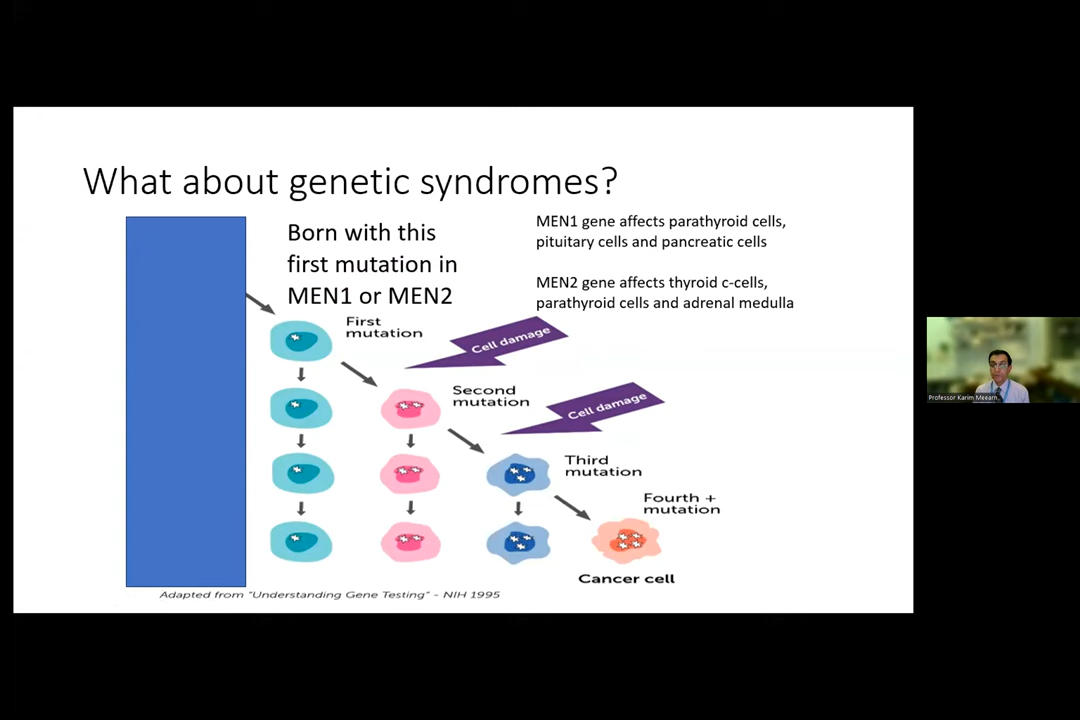 What about genetic syndromes?
Born with this
first mutation in
MEN1 or MEN2
MEN1 gene affects parathyroid cells,
pituitary cells and pancreatic cells
MEN2 gene affects thyroid c-cells,
parathyroid cells and adrenal medulla
First
mutation
Cell damage
Second
mutation
Cell damage
Third
mutation
Fourth +
mutation
Cancer cell
Adapted from "Understanding Gene Testing" - NIH 1995
Professor Karim Meeran